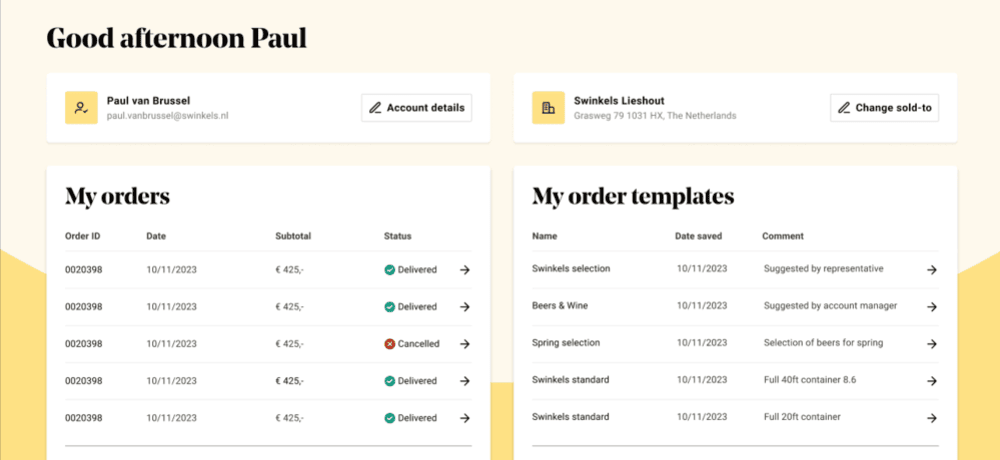 Good afternoon Paul
Paul van Brussel
paul.vanbrussel@swinkels.nl
Account details
Swinkels Lieshout
Grasweg 79 1031 HX, The Netherlands
Change sold-to
My orders
Order ID Date Subtotal Status
0020398 10/11/2023 € 425,- Delivered
0020398 10/11/2023 € 425,- Delivered
0020398 10/11/2023 € 425,- Cancelled
0020398 10/11/2023 € 425,- Delivered
0020398 10/11/2023 € 425,- Delivered
My order templates
Name Date saved Comment
Swinkels selection 10/11/2023 Suggested by representative
Beers & Wine 10/11/2023 Suggested by account manager
Spring selection 10/11/2023 Selection of beers for spring
Swinkels standard 10/11/2023 Full 40ft container 8.6
Swinkels standard 10/11/2023 Full 20ft container